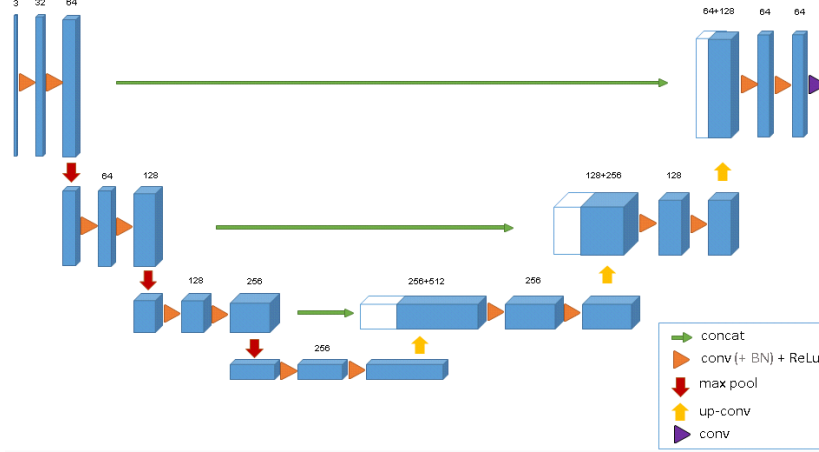 3 32 64
64+128 64 64
64 128
128+256 128
128 256
256+512 256
256
concat
conv (+ BN) + ReLu
max pool
up-conv
conv